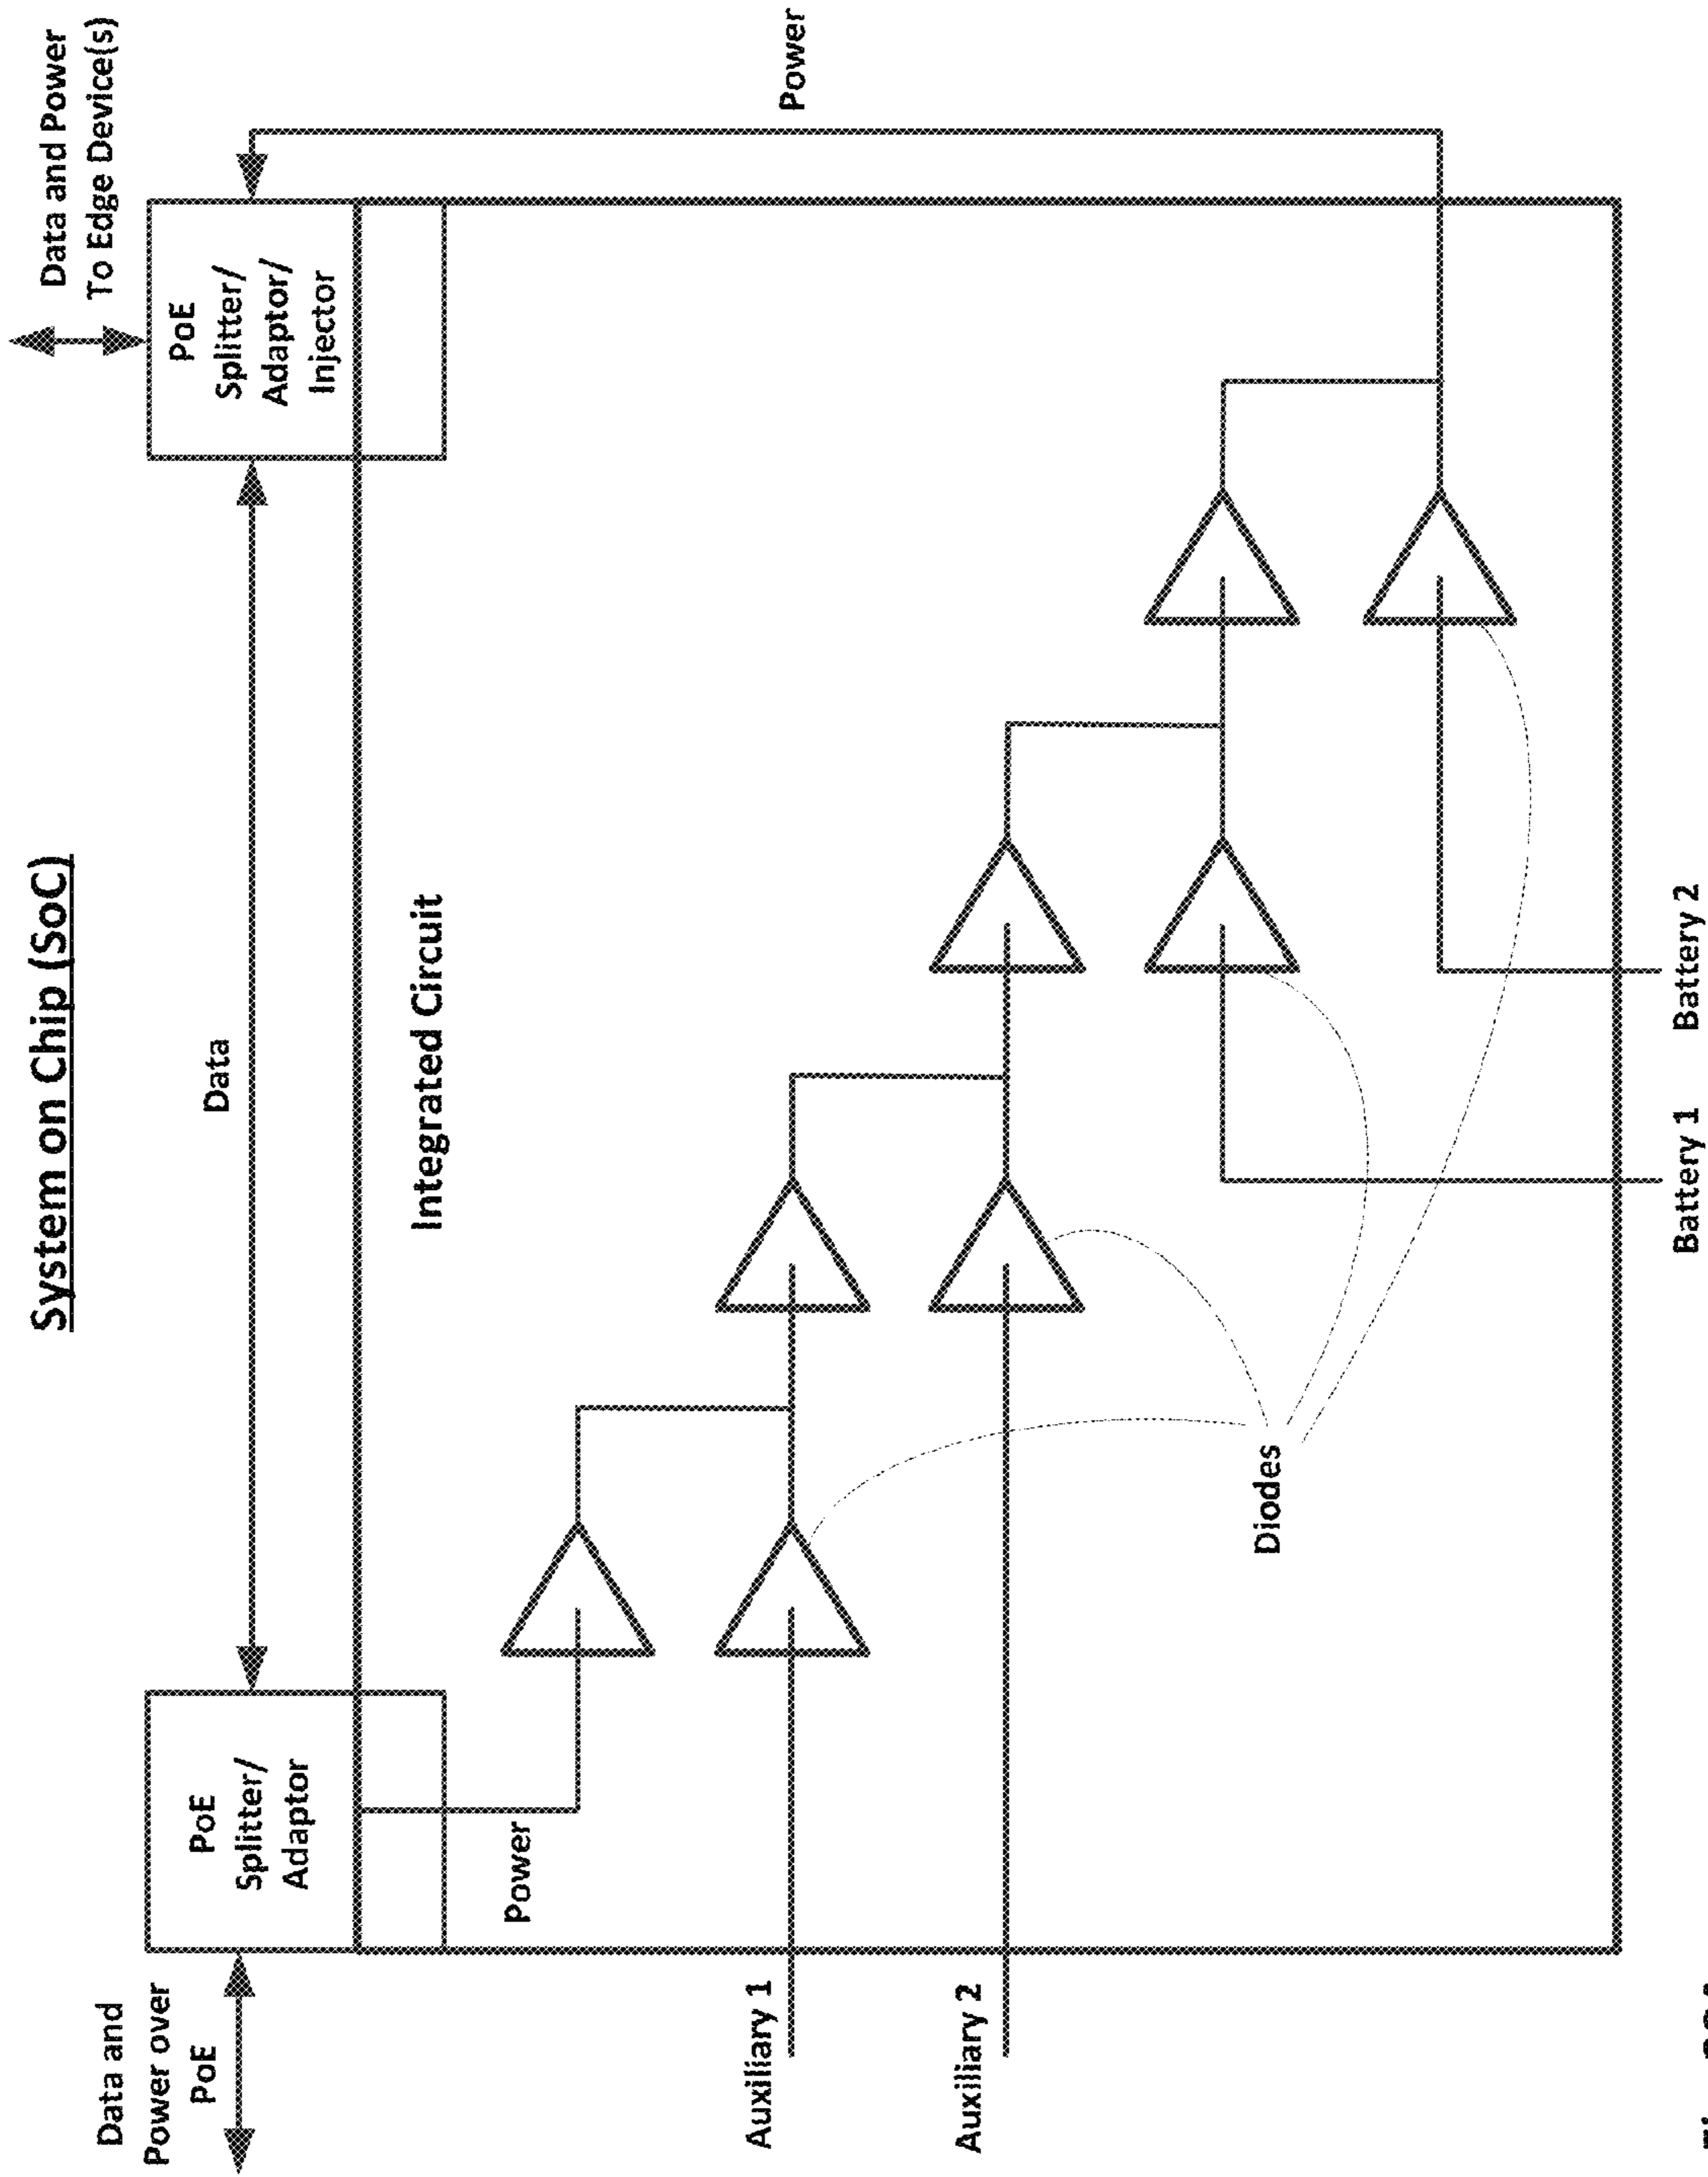 System on Chip (SoC)
Data and
Power over
PoE
PoE
Splitter/
Adaptor
Data
PoE
Splitter/
Adaptor/
Injector
Data and Power
To Edge Device(s)
Integrated Circuit
Power
Power
Auxiliary 1
Auxiliary 2
Diodes
Battery 1
Battery 2